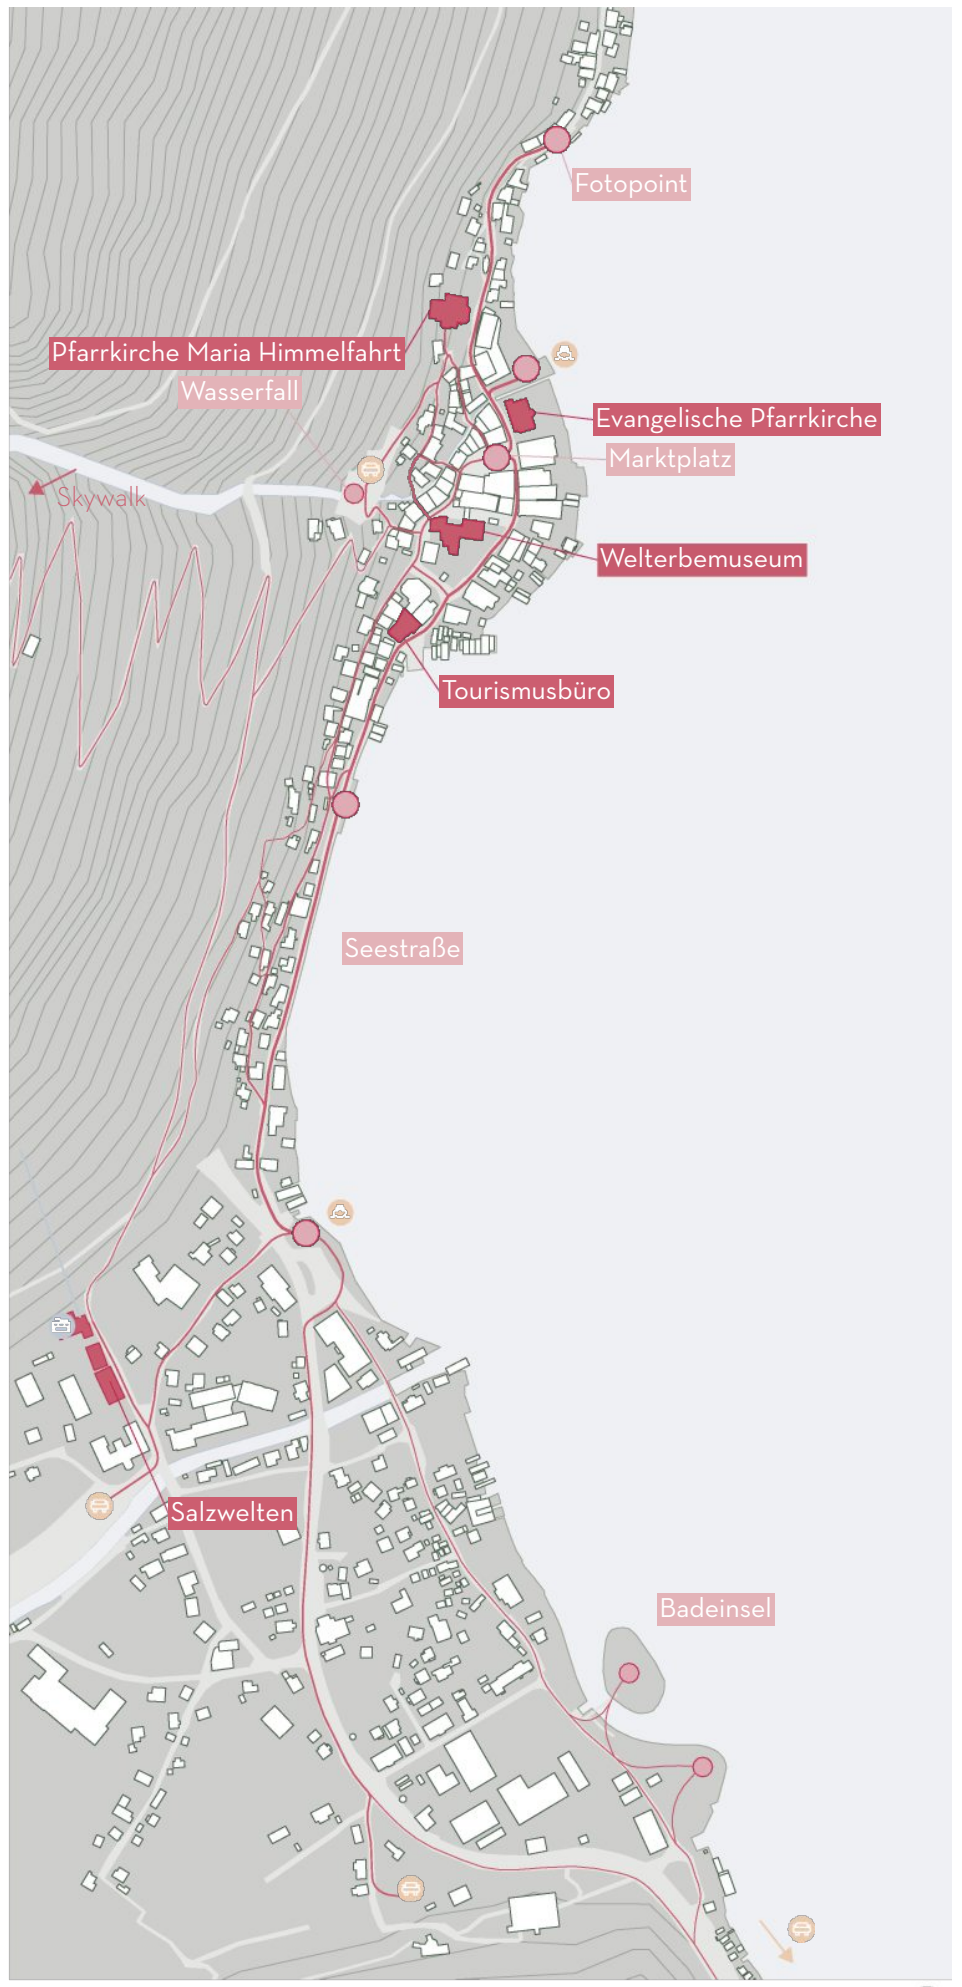 Fotopoint
Pfarrkirche Maria Himmelfahrt
Wasserfall
Evangelische Pfarrkirche
Marktplatz
Skywalk
Welterbemuseum
Tourismusbüro
Seestraße
Salzwelten
Badeinsel